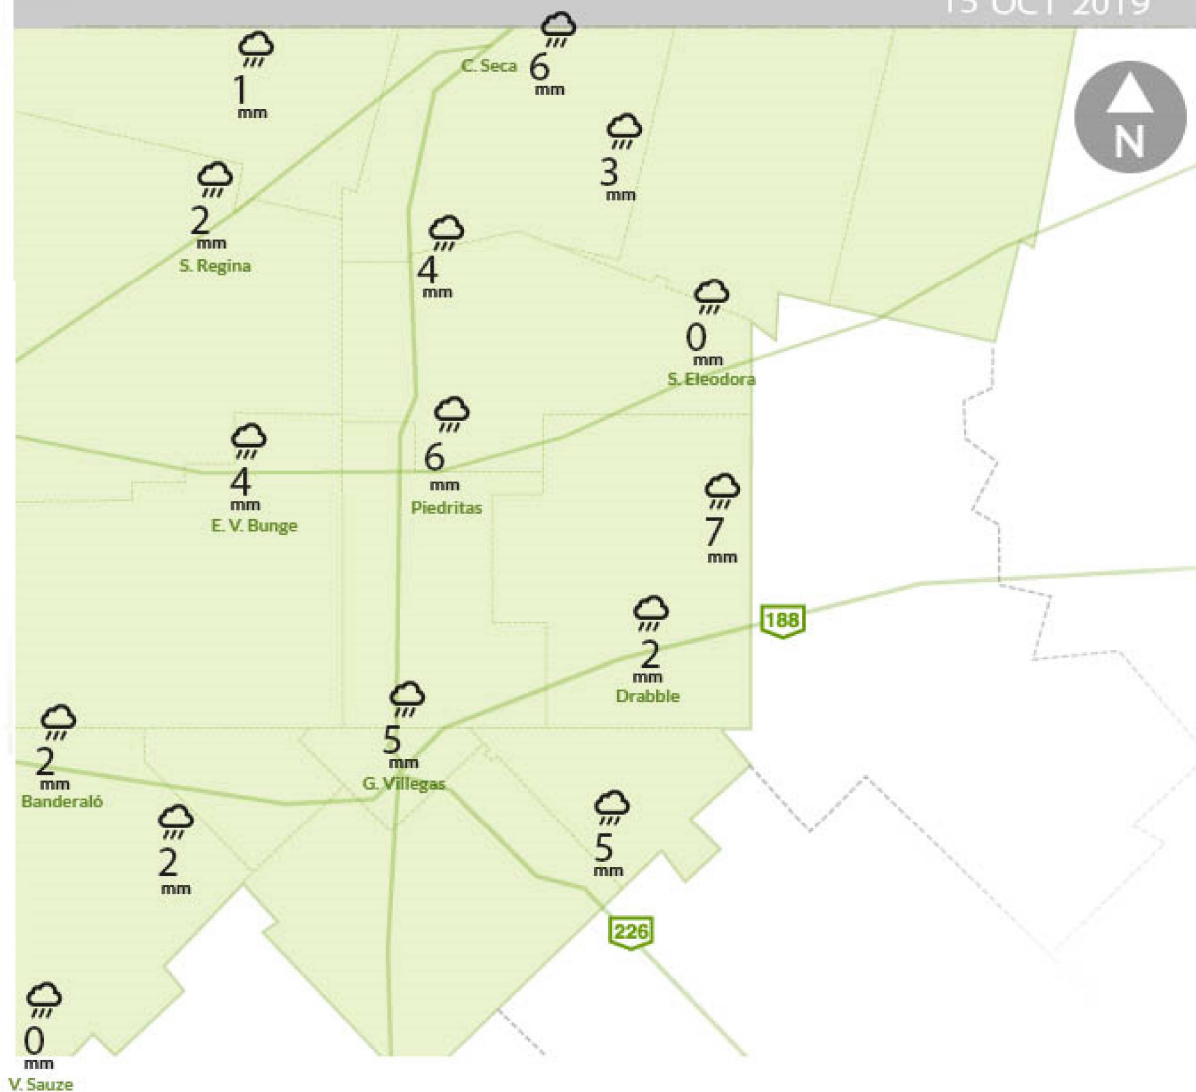 15 OCT 2019
1
mm
C. Seca
6
mm
N
3
mm
2
mm
S. Regina
4
mm
0
mm
S. Eleodora
4
mm
E. V. Bunge
6
mm
Piedritas
7
mm
188
2
mm
Drabble
5
mm
G. Villegas
2
mm
Banderaló
2
mm
5
mm
226
0
mm
V. Sauze